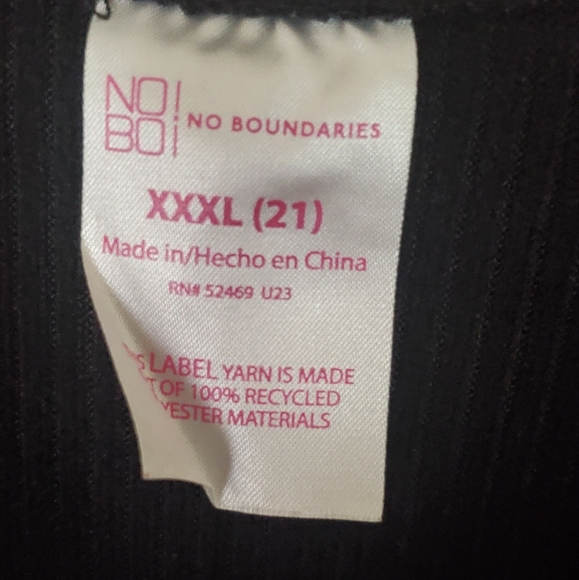 NO!
BO¡
NO BOUNDARIES
XXXL (21)
Made in/Hecho en China
RN# 52469 U23
LABEL YARN IS MADE
OF 100% RECYCLED
MATERIALS